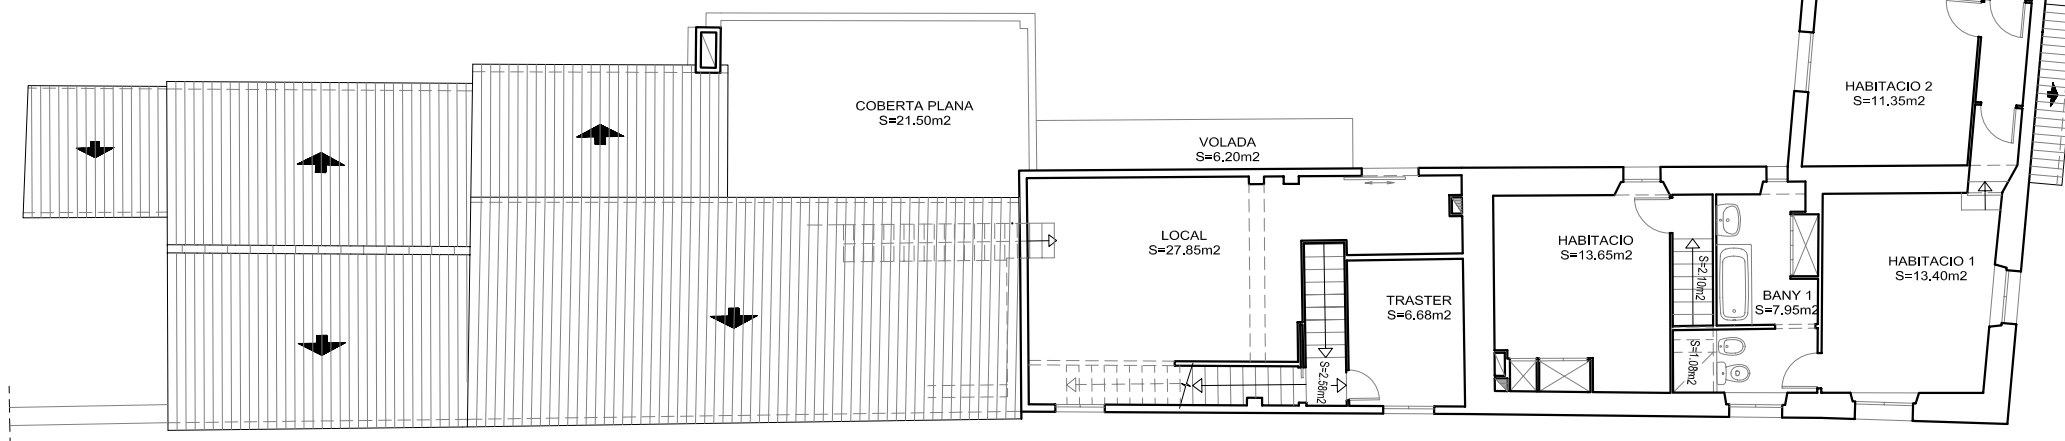 HABITACIO 2
S=11.35m2
COBERTA PLANA
S=21.50m2
VOLADA
S=6.20m2
LOCAL
S=27.85m2
HABITACIO
S=13.65m2
S=2.10m2
HABITACIO 1
S=13.40m2
TRASTER
S=6.68m2
BANY 1
S=7.95m2
S=1.08m2
S=2.58m2